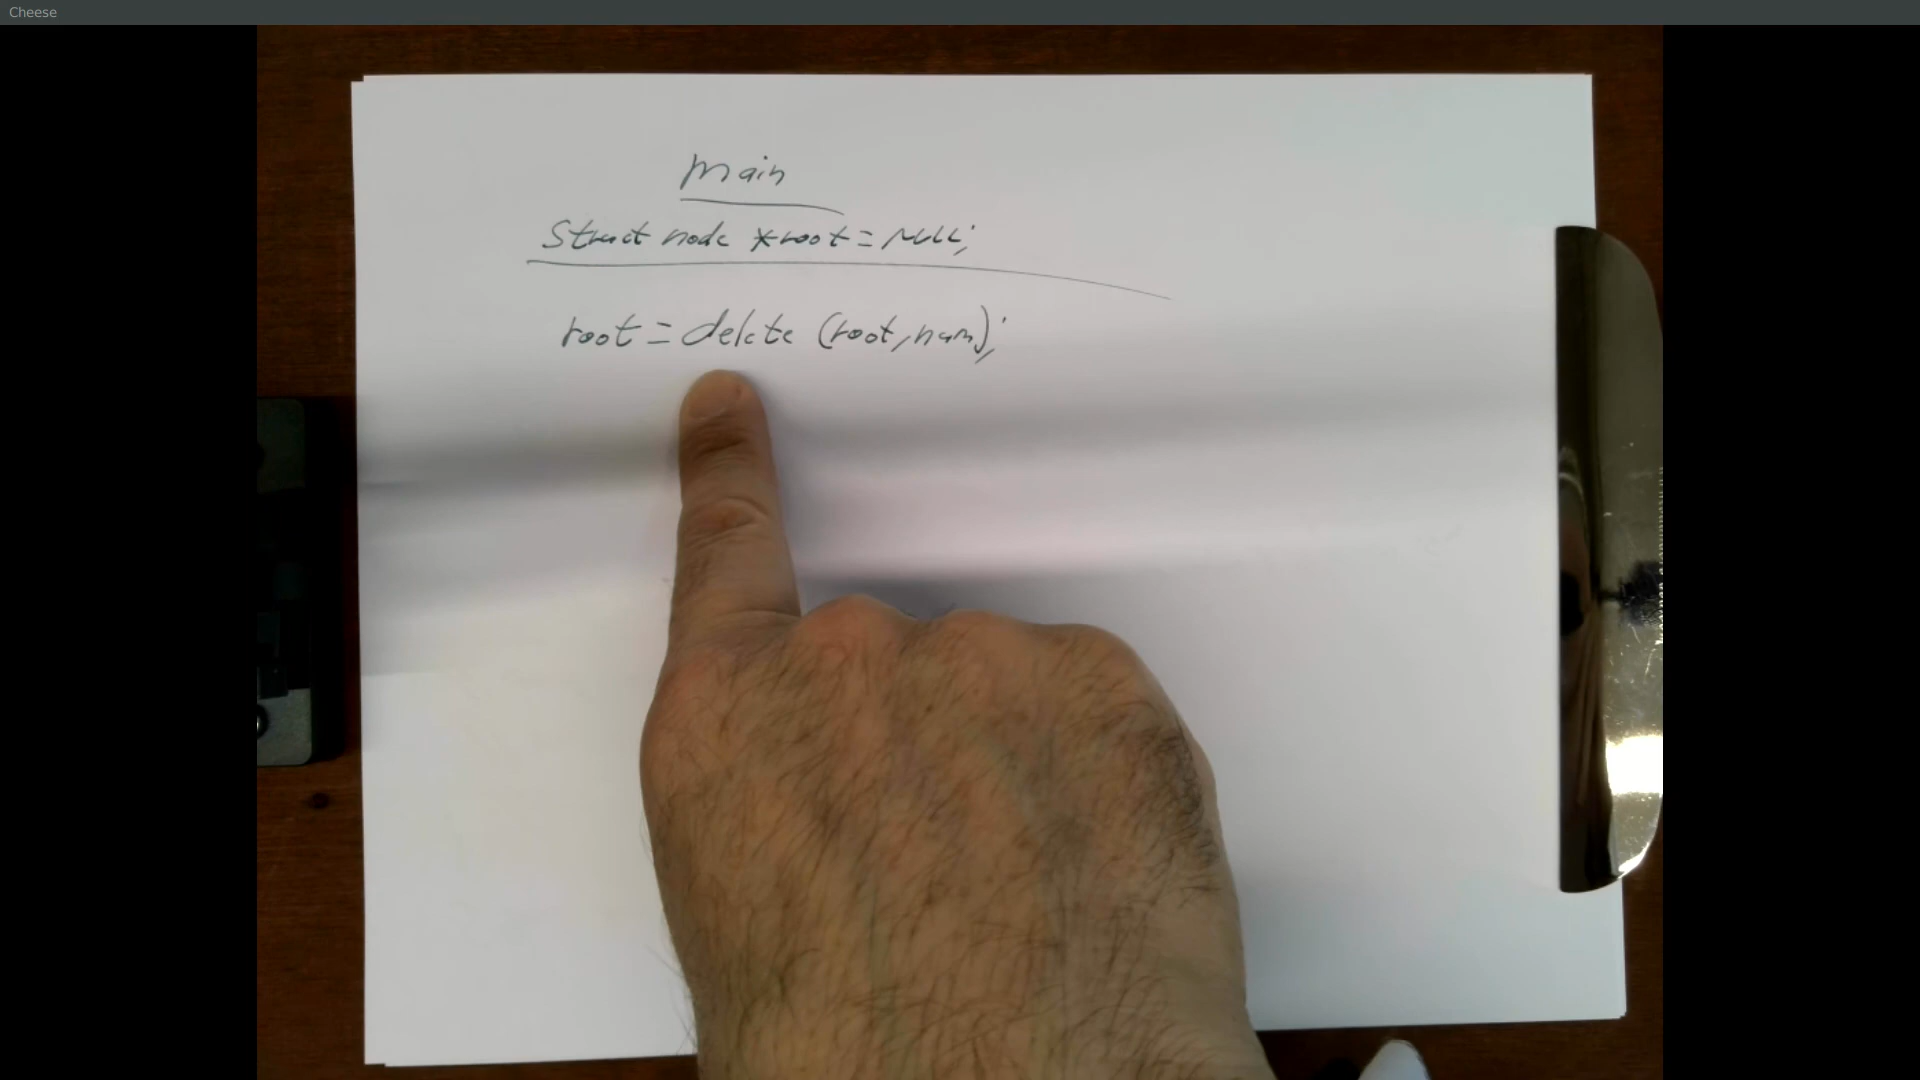 Cheese
main
struct node *root = NULL;
root = delete (root, num);